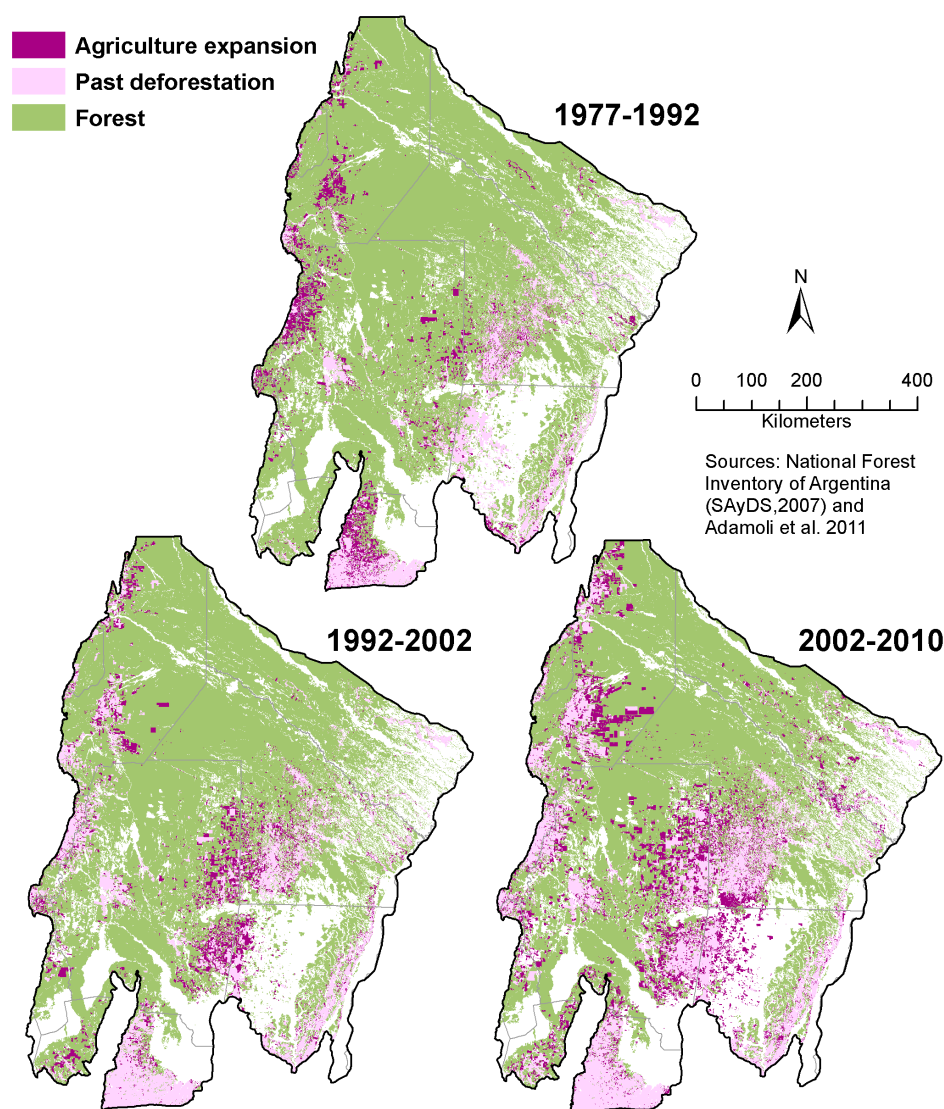 Agriculture expansion
Past deforestation
Forest
1977-1992
N
0 100 200 400
Kilometers
Sources: National Forest
Inventory of Argentina
(SAyDS,2007) and
Adamoli et al. 2011
1992-2002
2002-2010